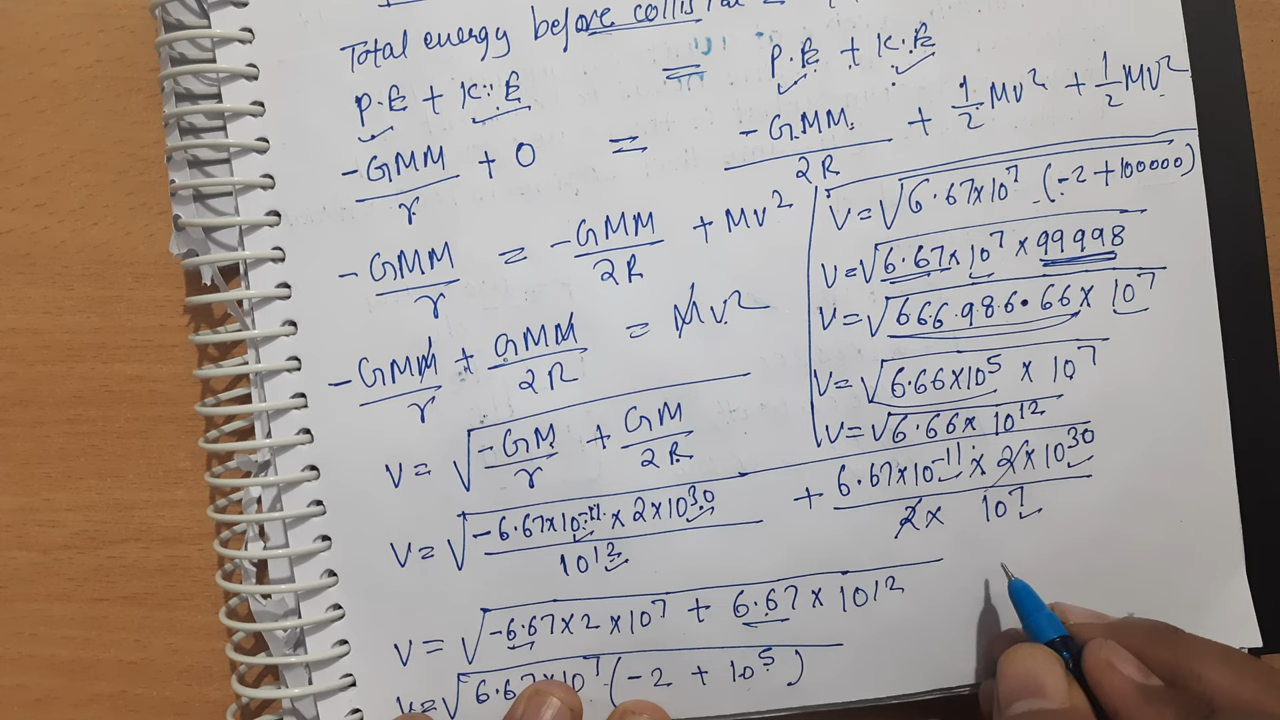 Total energy before collision =
P.E + K.E = P.E + K.E
-GMM/r + 0 = -GMM/2R + 1/2 MV² + 1/2 MV²
-GMM/r = -GMM/2R + MV²
-GMM/r + GMM/2R = MV²
V = √(-GM/r + GM/2R)
V = √(-6.67×10⁻¹¹ × 2×10³⁰/10¹² + 6.67×10⁻¹¹ × 2×10³⁰/2× 10⁷)
V = √(-6.67×2×10⁷ + 6.67×10¹²)
V = √6.67×10⁷ (-2 + 10⁵)
V = √6.67×10⁷ (-2+100000)
V = √6.67×10⁷ × 99998
V = √666986.66× 10⁷
V = √6.66×10⁵ × 10⁷
V = √6.66× 10¹²